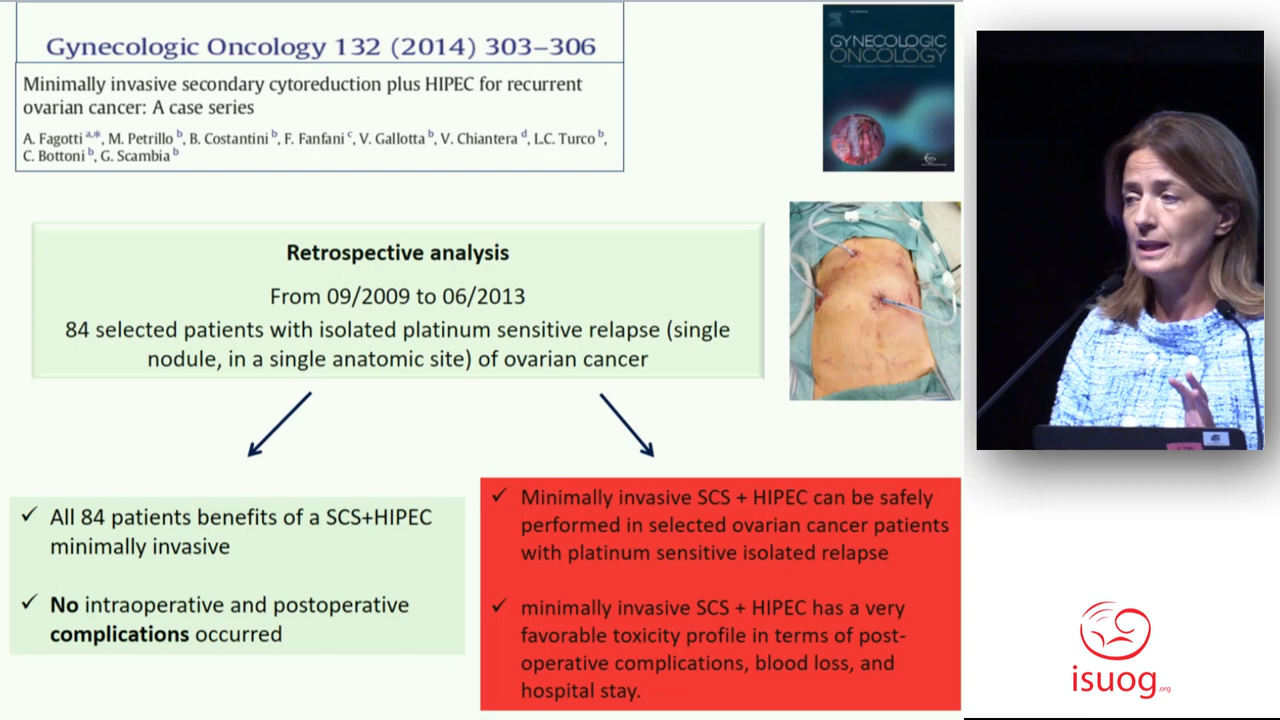 Gynecologic Oncology 132 (2014) 303–306
Minimally invasive secondary cytoreduction plus HIPEC for recurrent
ovarian cancer: A case series
A. Fagotti a,*, M. Petrillo b, B. Costantini b, F. Fanfani c, V. Gallotta b, V. Chiantera d, L.C. Turco b,
C. Bottoni b, G. Scambia b
GYNECOLOGIC
ONCOLOGY
Retrospective analysis
From 09/2009 to 06/2013
84 selected patients with isolated platinum sensitive relapse (single
nodule, in a single anatomic site) of ovarian cancer
✓ All 84 patients benefits of a SCS+HIPEC
minimally invasive
✓ No intraoperative and postoperative
complications occurred
✓ Minimally invasive SCS + HIPEC can be safely
performed in selected ovarian cancer patients
with platinum sensitive isolated relapse
✓ minimally invasive SCS + HIPEC has a very
favorable toxicity profile in terms of post-
operative complications, blood loss, and
hospital stay.
isuog.org